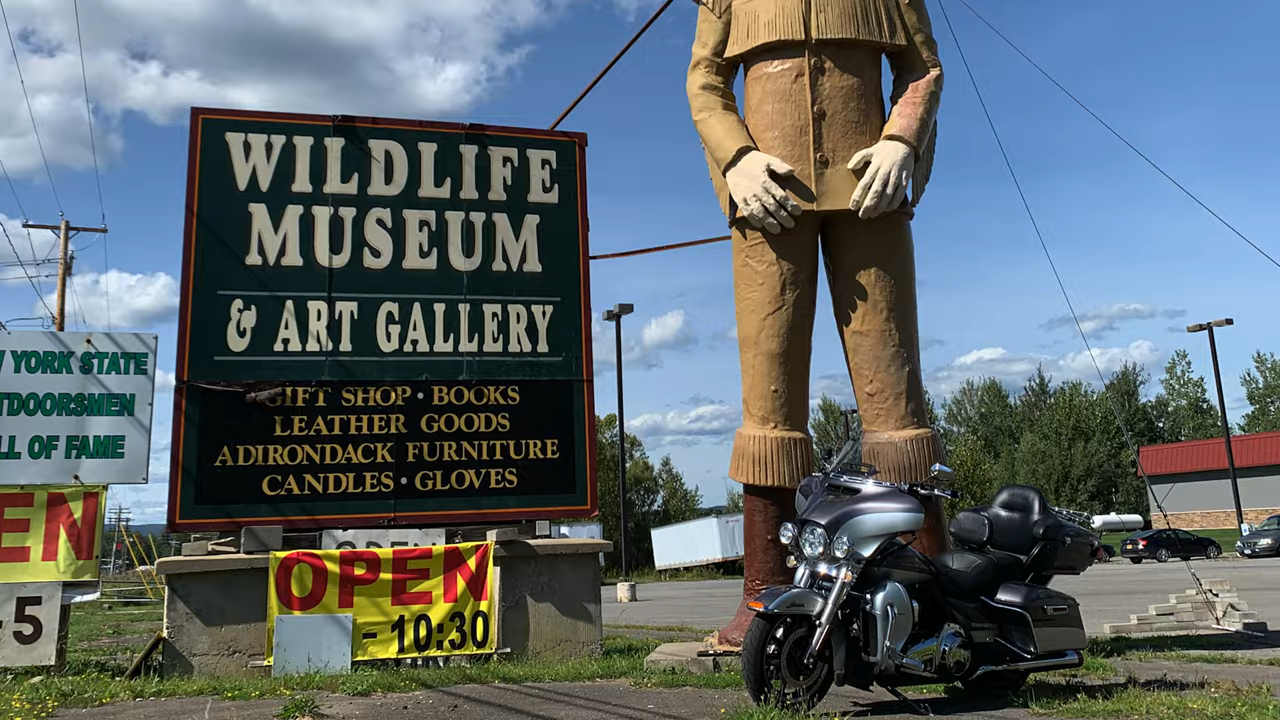 WILDLIFE
MUSEUM
& ART GALLERY
GIFT SHOP · BOOKS
LEATHER GOODS
ADIRONDACK FURNITURE
CANDLES · GLOVES
YORK STATE
TDOORSMEN
LL OF FAME
EN
-5
OPEN
OPEN
- 10:30